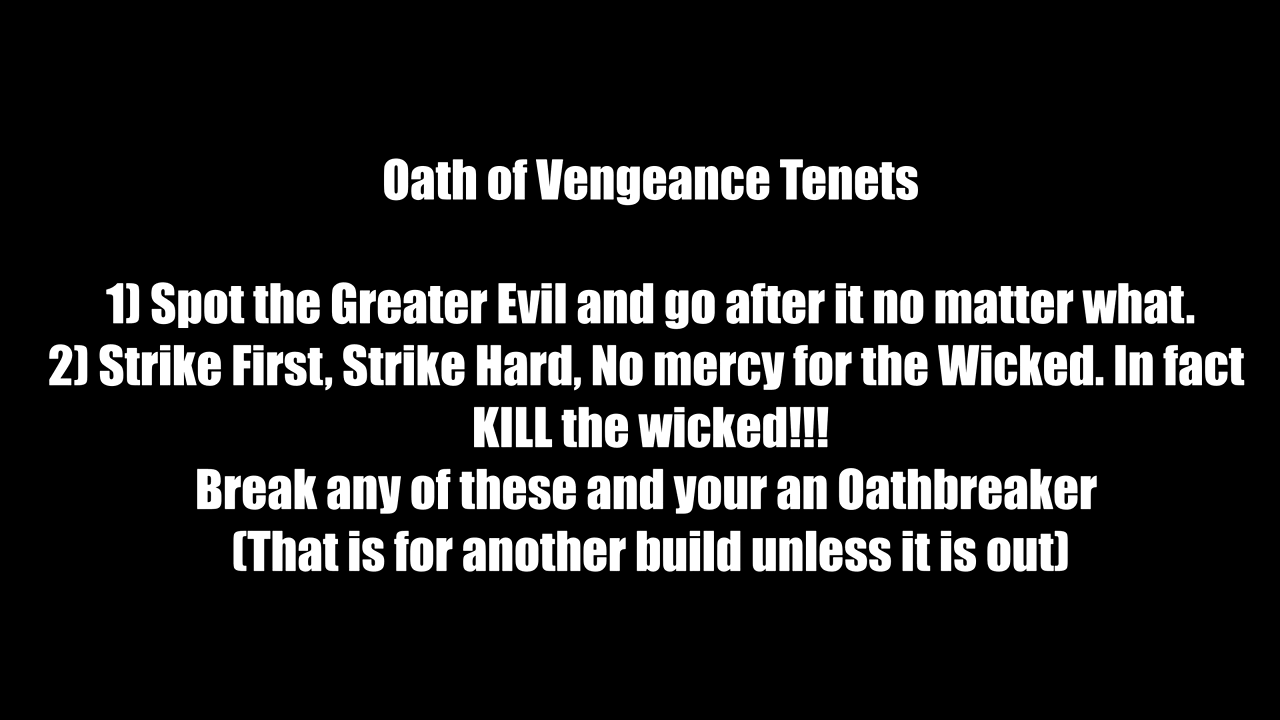 Oath of Vengeance Tenets
1) Spot the Greater Evil and go after it no matter what.
2) Strike First, Strike Hard, No mercy for the Wicked. In fact
KILL the wicked!!!
Break any of these and your an Oathbreaker
(That is for another build unless it is out)